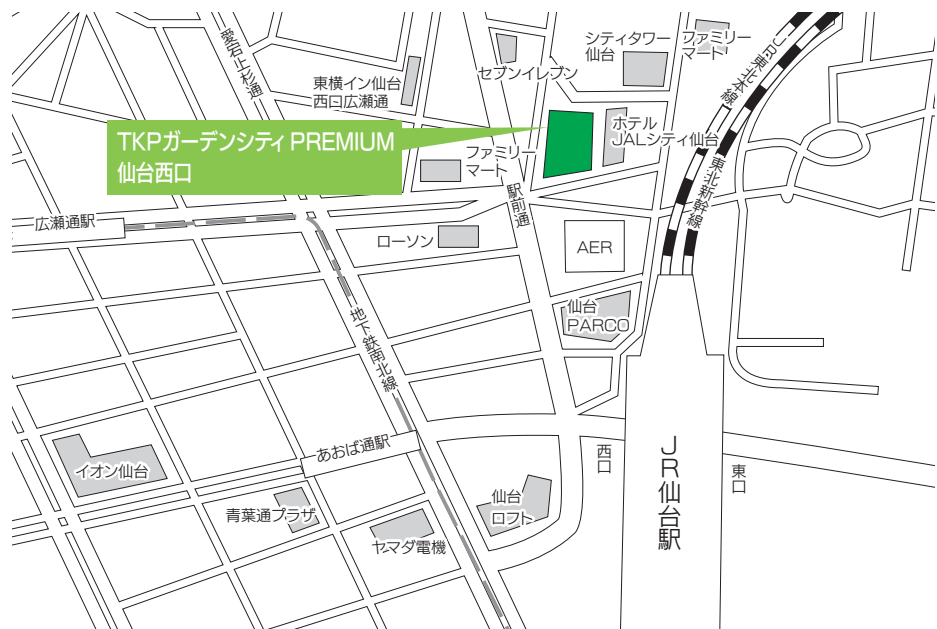 愛宕上杉通
東横イン仙台
西口広瀬通
セブンイレブン
シティタワー
仙台
ファミリー
マート
JR東北本線
東北新幹線
TKPガーデンシティ PREMIUM
仙台西口
ホテル
JALシティ仙台
ファミリー
マート
駅前通
広瀬通駅
ローソン
AER
仙台
PARCO
地下鉄南北線
あおば通駅
イオン仙台
青葉通プラザ
ヤマダ電機
仙台
ロフト
西口
JR仙台駅
東口